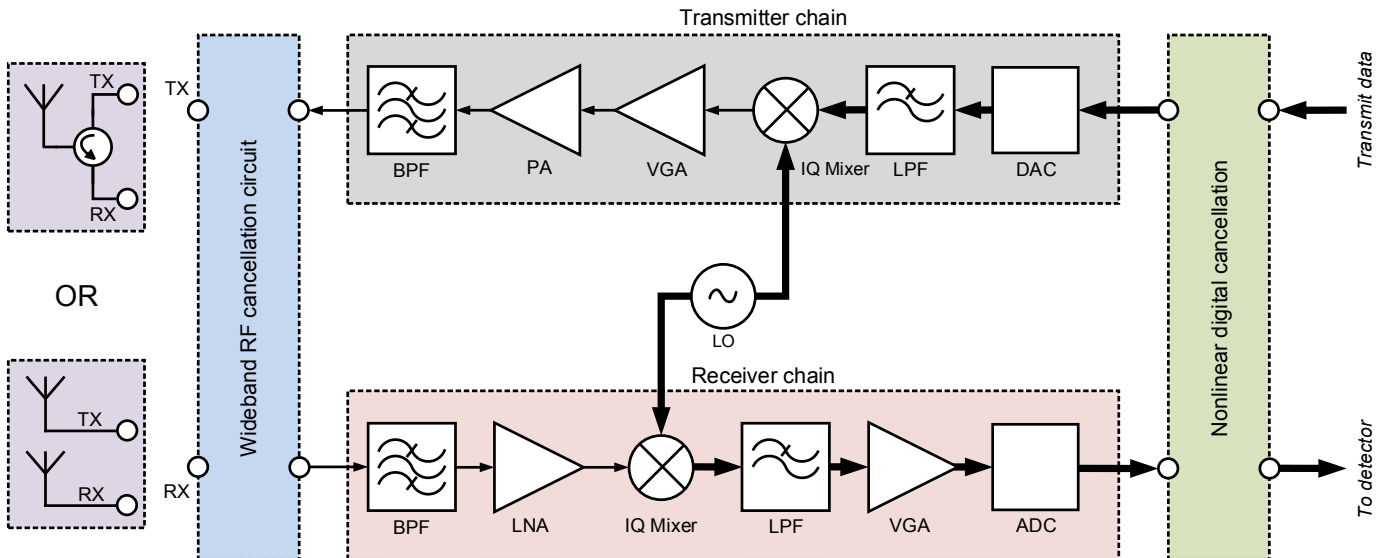 Transmitter chain
TX
RX
OR
TX
RX
TX
RX
Wideband RF cancellation circuit
BPF
PA
VGA
IQ Mixer
LPF
DAC
LO
Receiver chain
BPF
LNA
IQ Mixer
LPF
VGA
ADC
Nonlinear digital cancellation
Transmit data
To detector